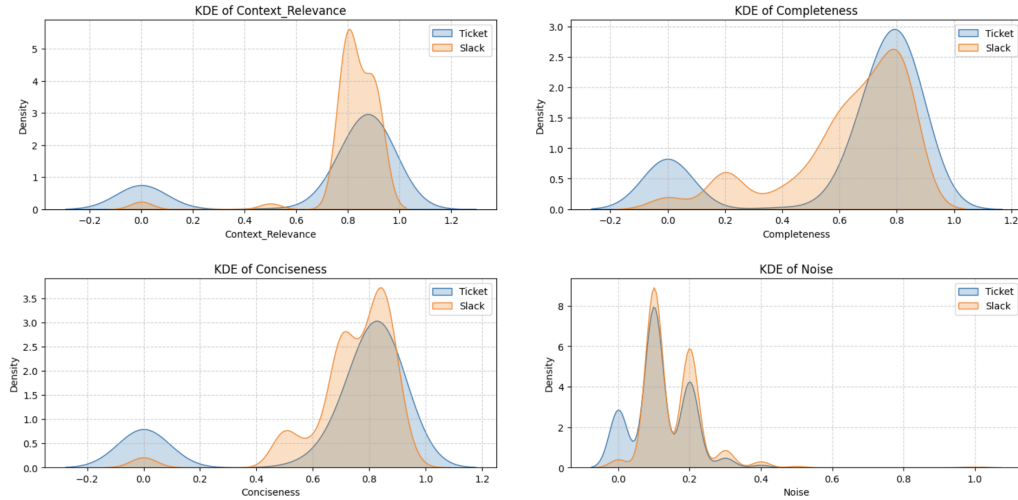 KDE of Context_Relevance
Ticket
Slack
5
4
3
2
1
0
Density
−0.2 0.0 0.2 0.4 0.6 0.8 1.0 1.2
Context_Relevance
KDE of Completeness
Ticket
Slack
3.0
2.5
2.0
1.5
1.0
0.5
0.0
Density
−0.2 0.0 0.2 0.4 0.6 0.8 1.0 1.2
Completeness
KDE of Conciseness
Ticket
Slack
3.5
3.0
2.5
2.0
1.5
1.0
0.5
0.0
Density
−0.2 0.0 0.2 0.4 0.6 0.8 1.0 1.2
Conciseness
KDE of Noise
Ticket
Slack
8
6
4
2
0
Density
0.0 0.2 0.4 0.6 0.8 1.0
Noise